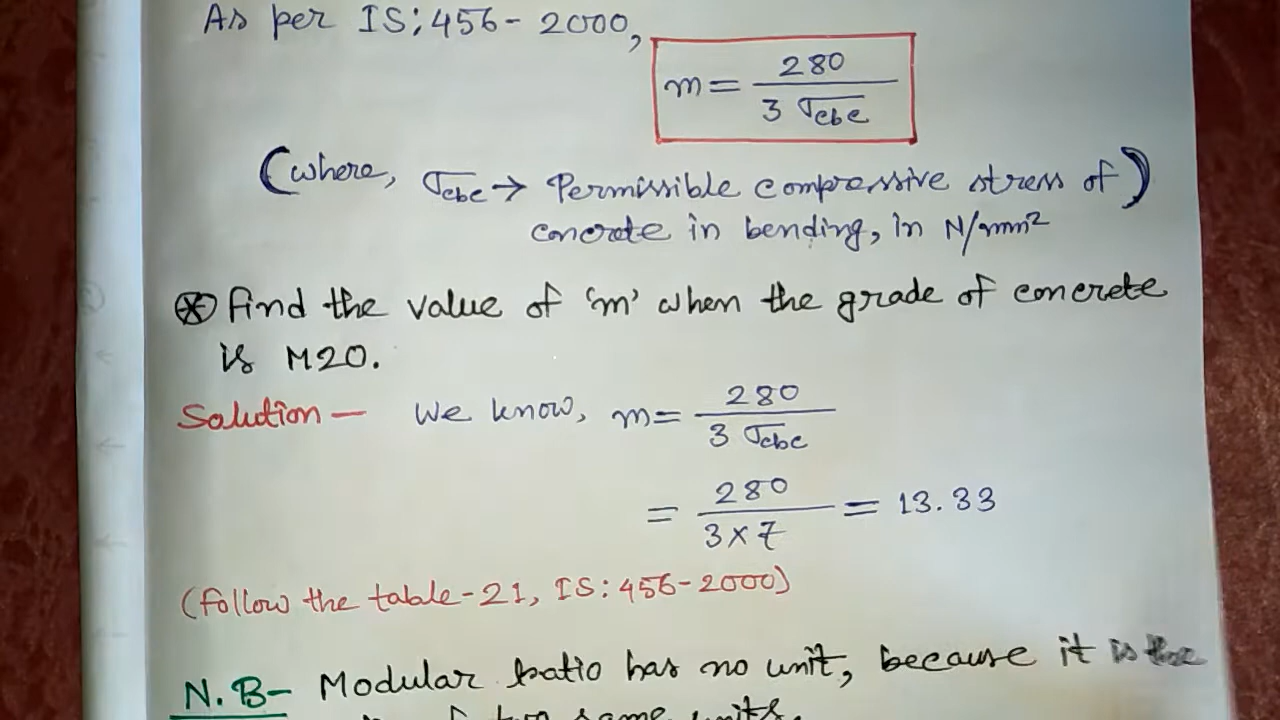 As per IS:456-2000,
m = 280 / 3 σcbc
(where, σcbc → Permissible compressive stress of)
concrete in bending, in N/mm²
⊛ Find the value of 'm' when the grade of concrete
is M20.
Solution — We know, m = 280 / 3 σcbc
= 280 / 3 × 7 = 13.33
(follow the table-21, IS:456-2000)
N.B- Modular ratio has no unit, because it is the
same units.